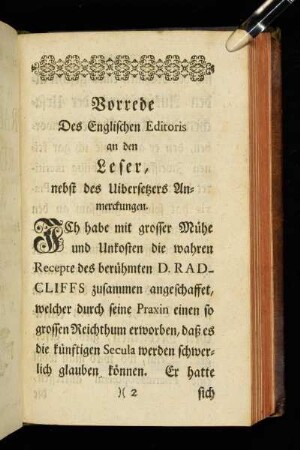 Vorrede
Des Englischen Editoris
an den
Leser,
nebst des Uibersetzers An-
merckungen.
ICh habe mit grosser Mühe
und Unkosten die wahren
Recepte des berühmten D. RAD-
CLIFFS zusammen angeschaffet,
welcher durch seine Praxin einen so
grossen Reichthum erworben, daß es
die künftigen Secula werden schwer-
lich glauben können. Er hatte
)( 2 sich